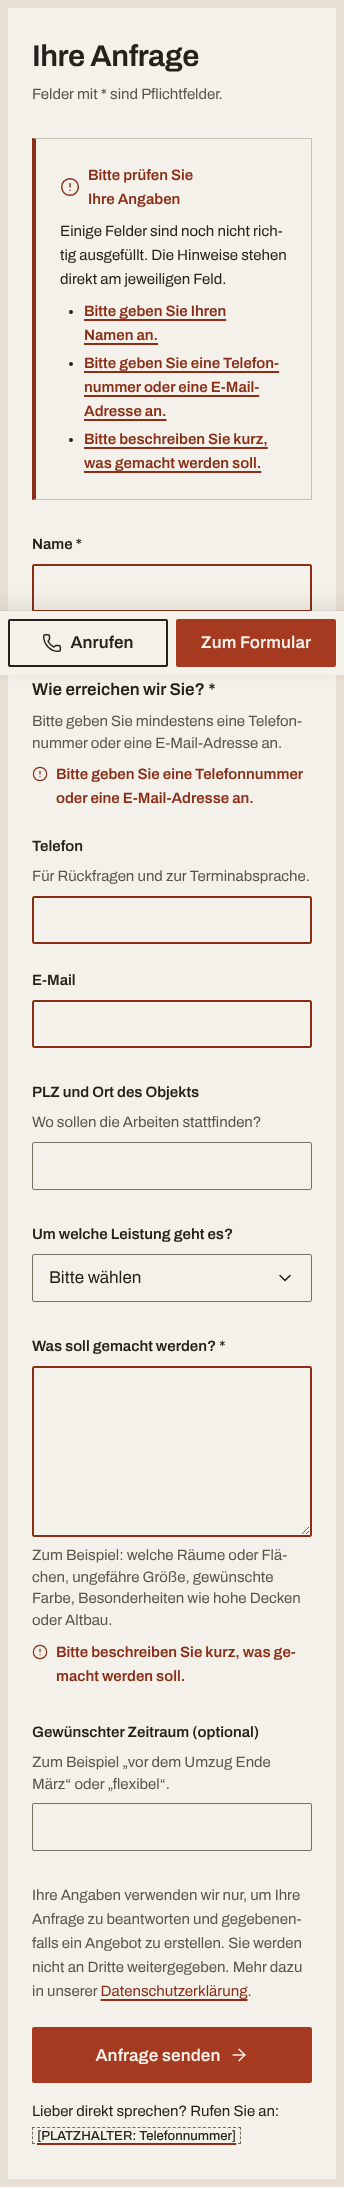 Ihre Anfrage
Felder mit * sind Pflichtfelder.
Bitte prüfen Sie
Ihre Angaben
Einige Felder sind noch nicht rich-
tig ausgefüllt. Die Hinweise stehen
direkt am jeweiligen Feld.
Bitte geben Sie Ihren
Namen an.
Bitte geben Sie eine Telefon-
nummer oder eine E-Mail-
Adresse an.
Bitte beschreiben Sie kurz,
was gemacht werden soll.
Name *
Anrufen
Zum Formular
Wie erreichen wir Sie? *
Bitte geben Sie mindestens eine Telefon-
nummer oder eine E-Mail-Adresse an.
Bitte geben Sie eine Telefonnummer
oder eine E-Mail-Adresse an.
Telefon
Für Rückfragen und zur Terminabsprache.
E-Mail
PLZ und Ort des Objekts
Wo sollen die Arbeiten stattfinden?
Um welche Leistung geht es?
Bitte wählen
Was soll gemacht werden? *
Zum Beispiel: welche Räume oder Flä-
chen, ungefähre Größe, gewünschte
Farbe, Besonderheiten wie hohe Decken
oder Altbau.
Bitte beschreiben Sie kurz, was ge-
macht werden soll.
Gewünschter Zeitraum (optional)
Zum Beispiel „vor dem Umzug Ende
März“ oder „flexibel“.
Ihre Angaben verwenden wir nur, um Ihre
Anfrage zu beantworten und gegebenen-
falls ein Angebot zu erstellen. Sie werden
nicht an Dritte weitergegeben. Mehr dazu
in unserer Datenschutzerklärung.
Anfrage senden
Lieber direkt sprechen? Rufen Sie an:
[PLATZHALTER: Telefonnummer]